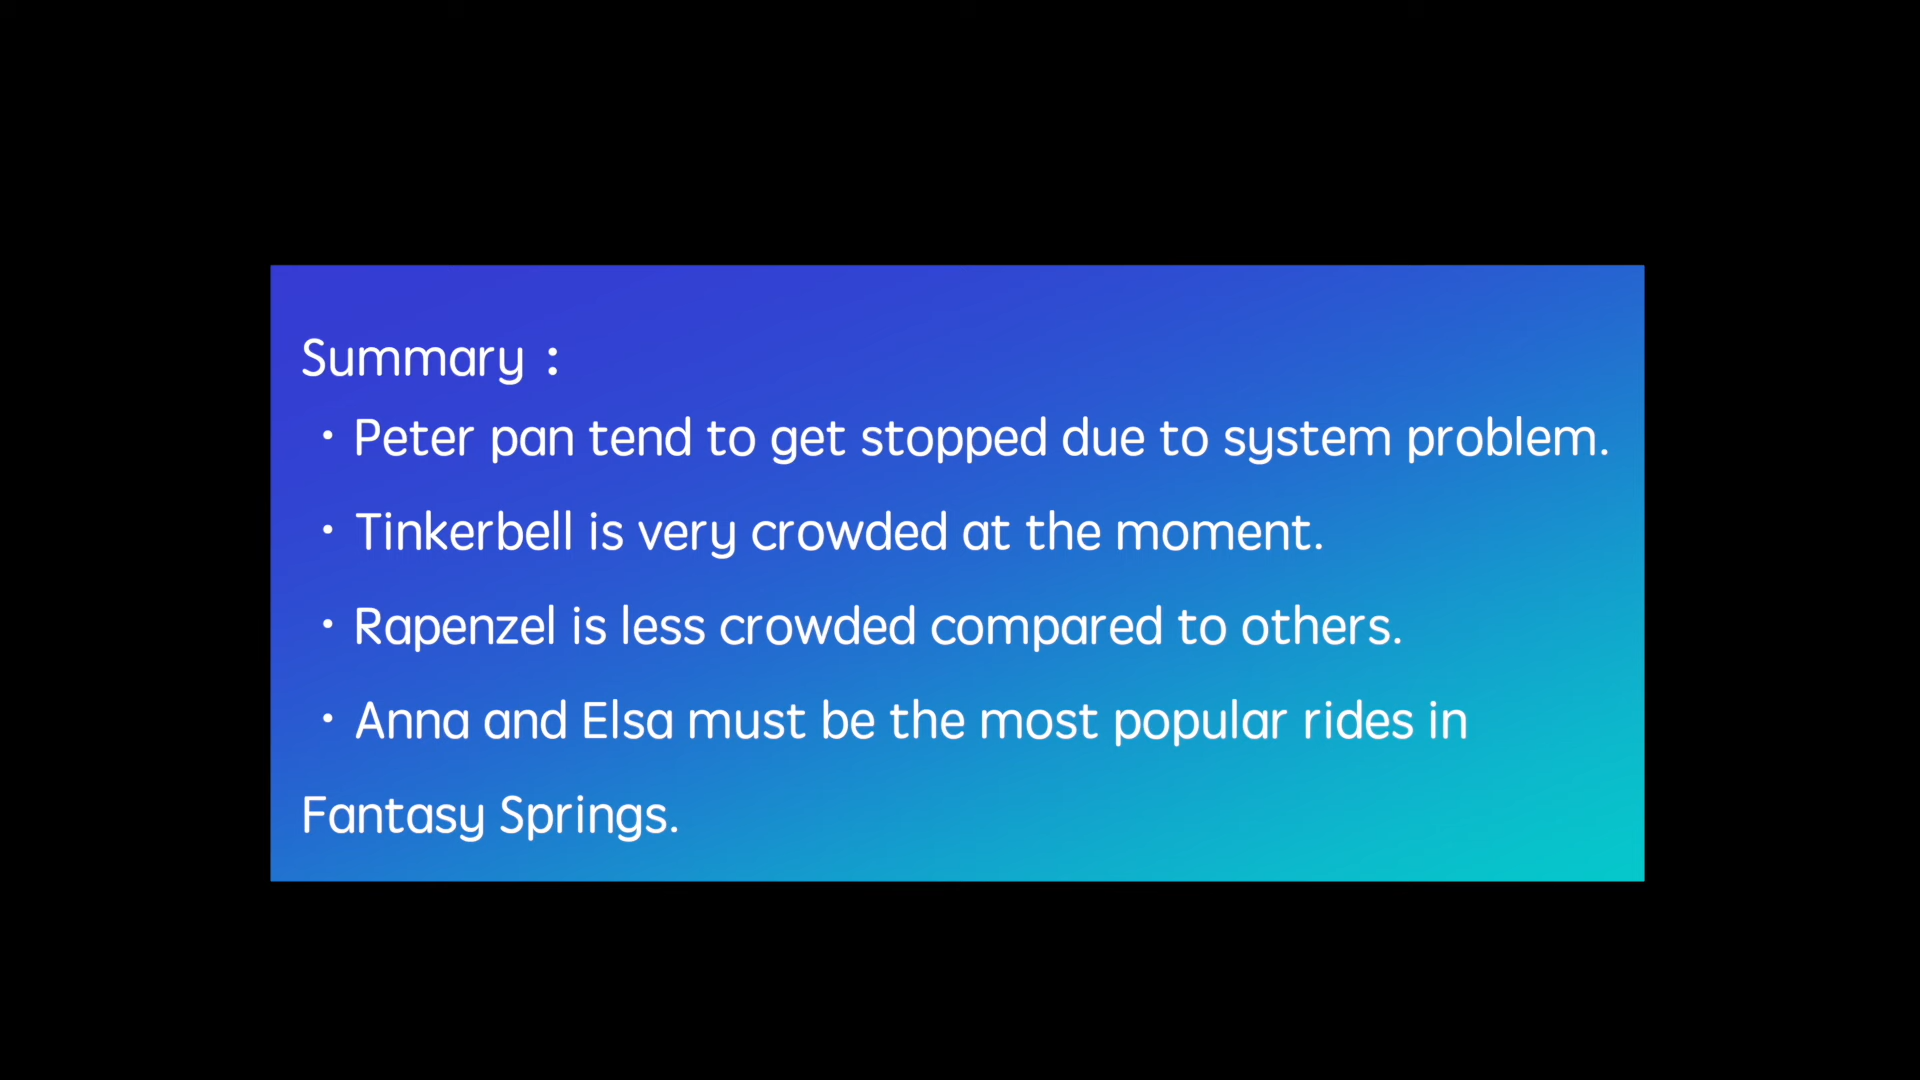 Summary :
・Peter pan tend to get stopped due to system problem.
・Tinkerbell is very crowded at the moment.
・Rapenzel is less crowded compared to others.
・Anna and Elsa must be the most popular rides in
Fantasy Springs.